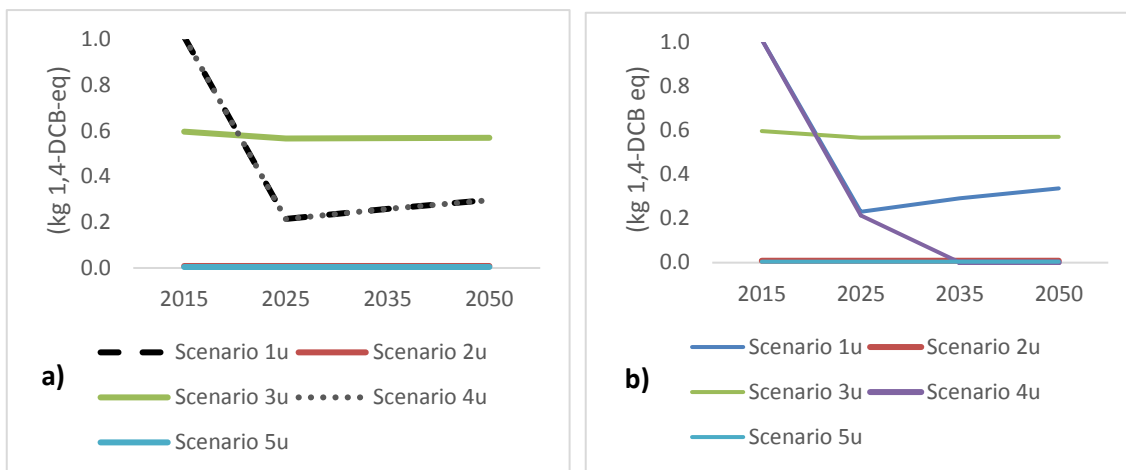 (kg 1,4-DCB-eq)
1.0
0.8
0.6
0.4
0.2
0.0
2015 2025 2035 2050
Scenario 1u Scenario 2u
Scenario 3u Scenario 4u
Scenario 5u
a)
(kg 1,4-DCB eq)
1.0
0.8
0.6
0.4
0.2
0.0
2015 2025 2035 2050
Scenario 1u Scenario 2u
Scenario 3u Scenario 4u
Scenario 5u
b)